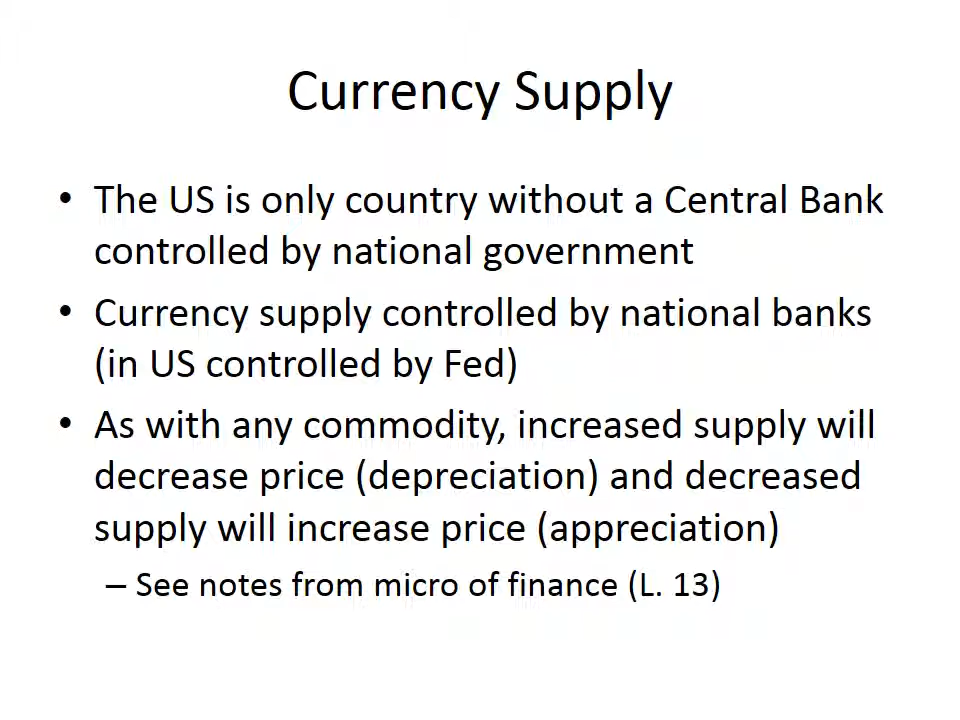 Currency Supply
• The US is only country without a Central Bank
controlled by national government
• Currency supply controlled by national banks
(in US controlled by Fed)
• As with any commodity, increased supply will
decrease price (depreciation) and decreased
supply will increase price (appreciation)
– See notes from micro of finance (L. 13)